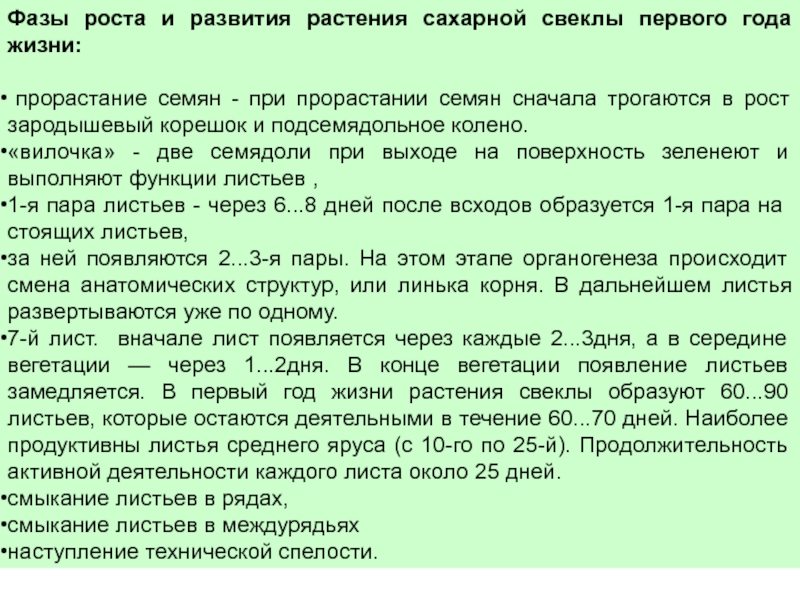 Фазы роста и развития растения сахарной свеклы первого года
жизни:
• прорастание семян - при прорастании семян сначала трогаются в рост
зародышевый корешок и подсемядольное колено.
•«вилочка» - две семядоли при выходе на поверхность зеленеют и
выполняют функции листьев ,
•1-я пара листьев - через 6...8 дней после всходов образуется 1-я пара на
стоящих листьев,
•за ней появляются 2...3-я пары. На этом этапе органогенеза происходит
смена анатомических структур, или линька корня. В дальнейшем листья
развертываются уже по одному.
•7-й лист. вначале лист появляется через каждые 2...3дня, а в середине
вегетации — через 1...2дня. В конце вегетации появление листьев
замедляется. В первый год жизни растения свеклы образуют 60...90
листьев, которые остаются деятельными в течение 60...70 дней. Наиболее
продуктивны листья среднего яруса (с 10-го по 25-й). Продолжительность
активной деятельности каждого листа около 25 дней.
•смыкание листьев в рядах,
•смыкание листьев в междурядьях
•наступление технической спелости.